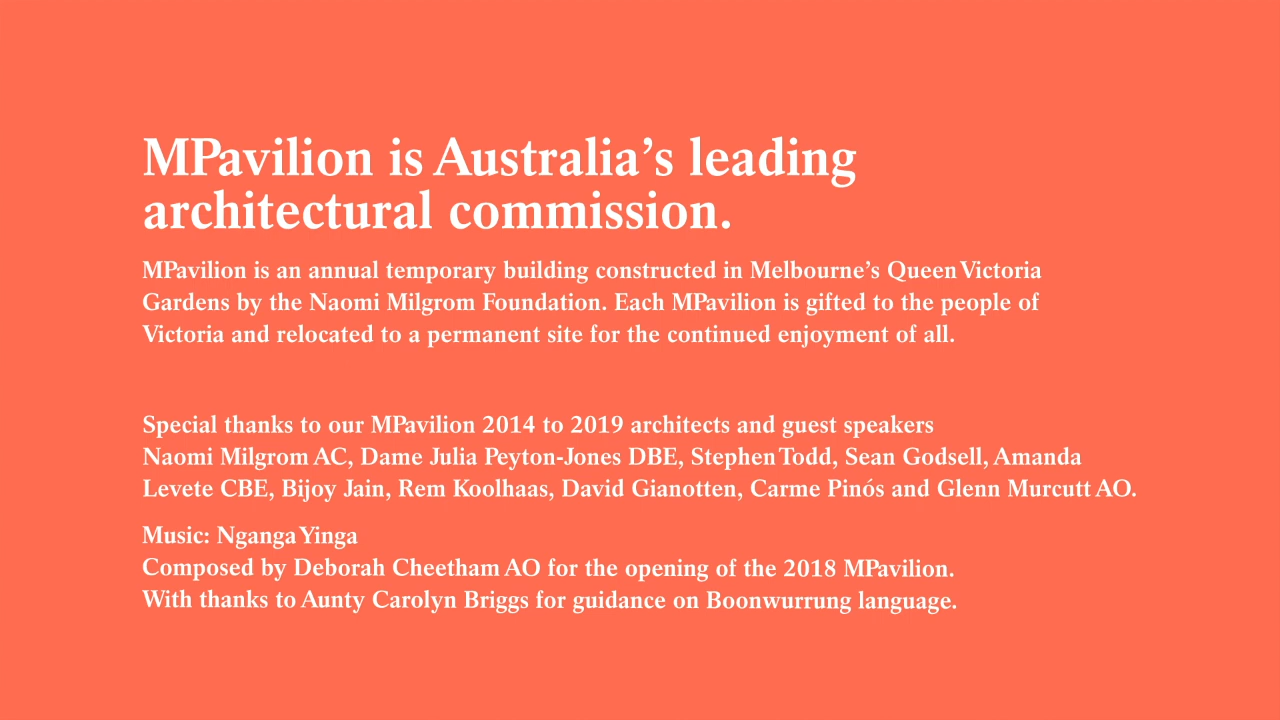 MPavilion is Australia’s leading
architectural commission.
MPavilion is an annual temporary building constructed in Melbourne’s Queen Victoria
Gardens by the Naomi Milgrom Foundation. Each MPavilion is gifted to the people of
Victoria and relocated to a permanent site for the continued enjoyment of all.
Special thanks to our MPavilion 2014 to 2019 architects and guest speakers
Naomi Milgrom AC, Dame Julia Peyton-Jones DBE, Stephen Todd, Sean Godsell, Amanda
Levete CBE, Bijoy Jain, Rem Koolhaas, David Gianotten, Carme Pinós and Glenn Murcutt AO.
Music: Nganga Yinga
Composed by Deborah Cheetham AO for the opening of the 2018 MPavilion.
With thanks to Aunty Carolyn Briggs for guidance on Boonwurrung language.